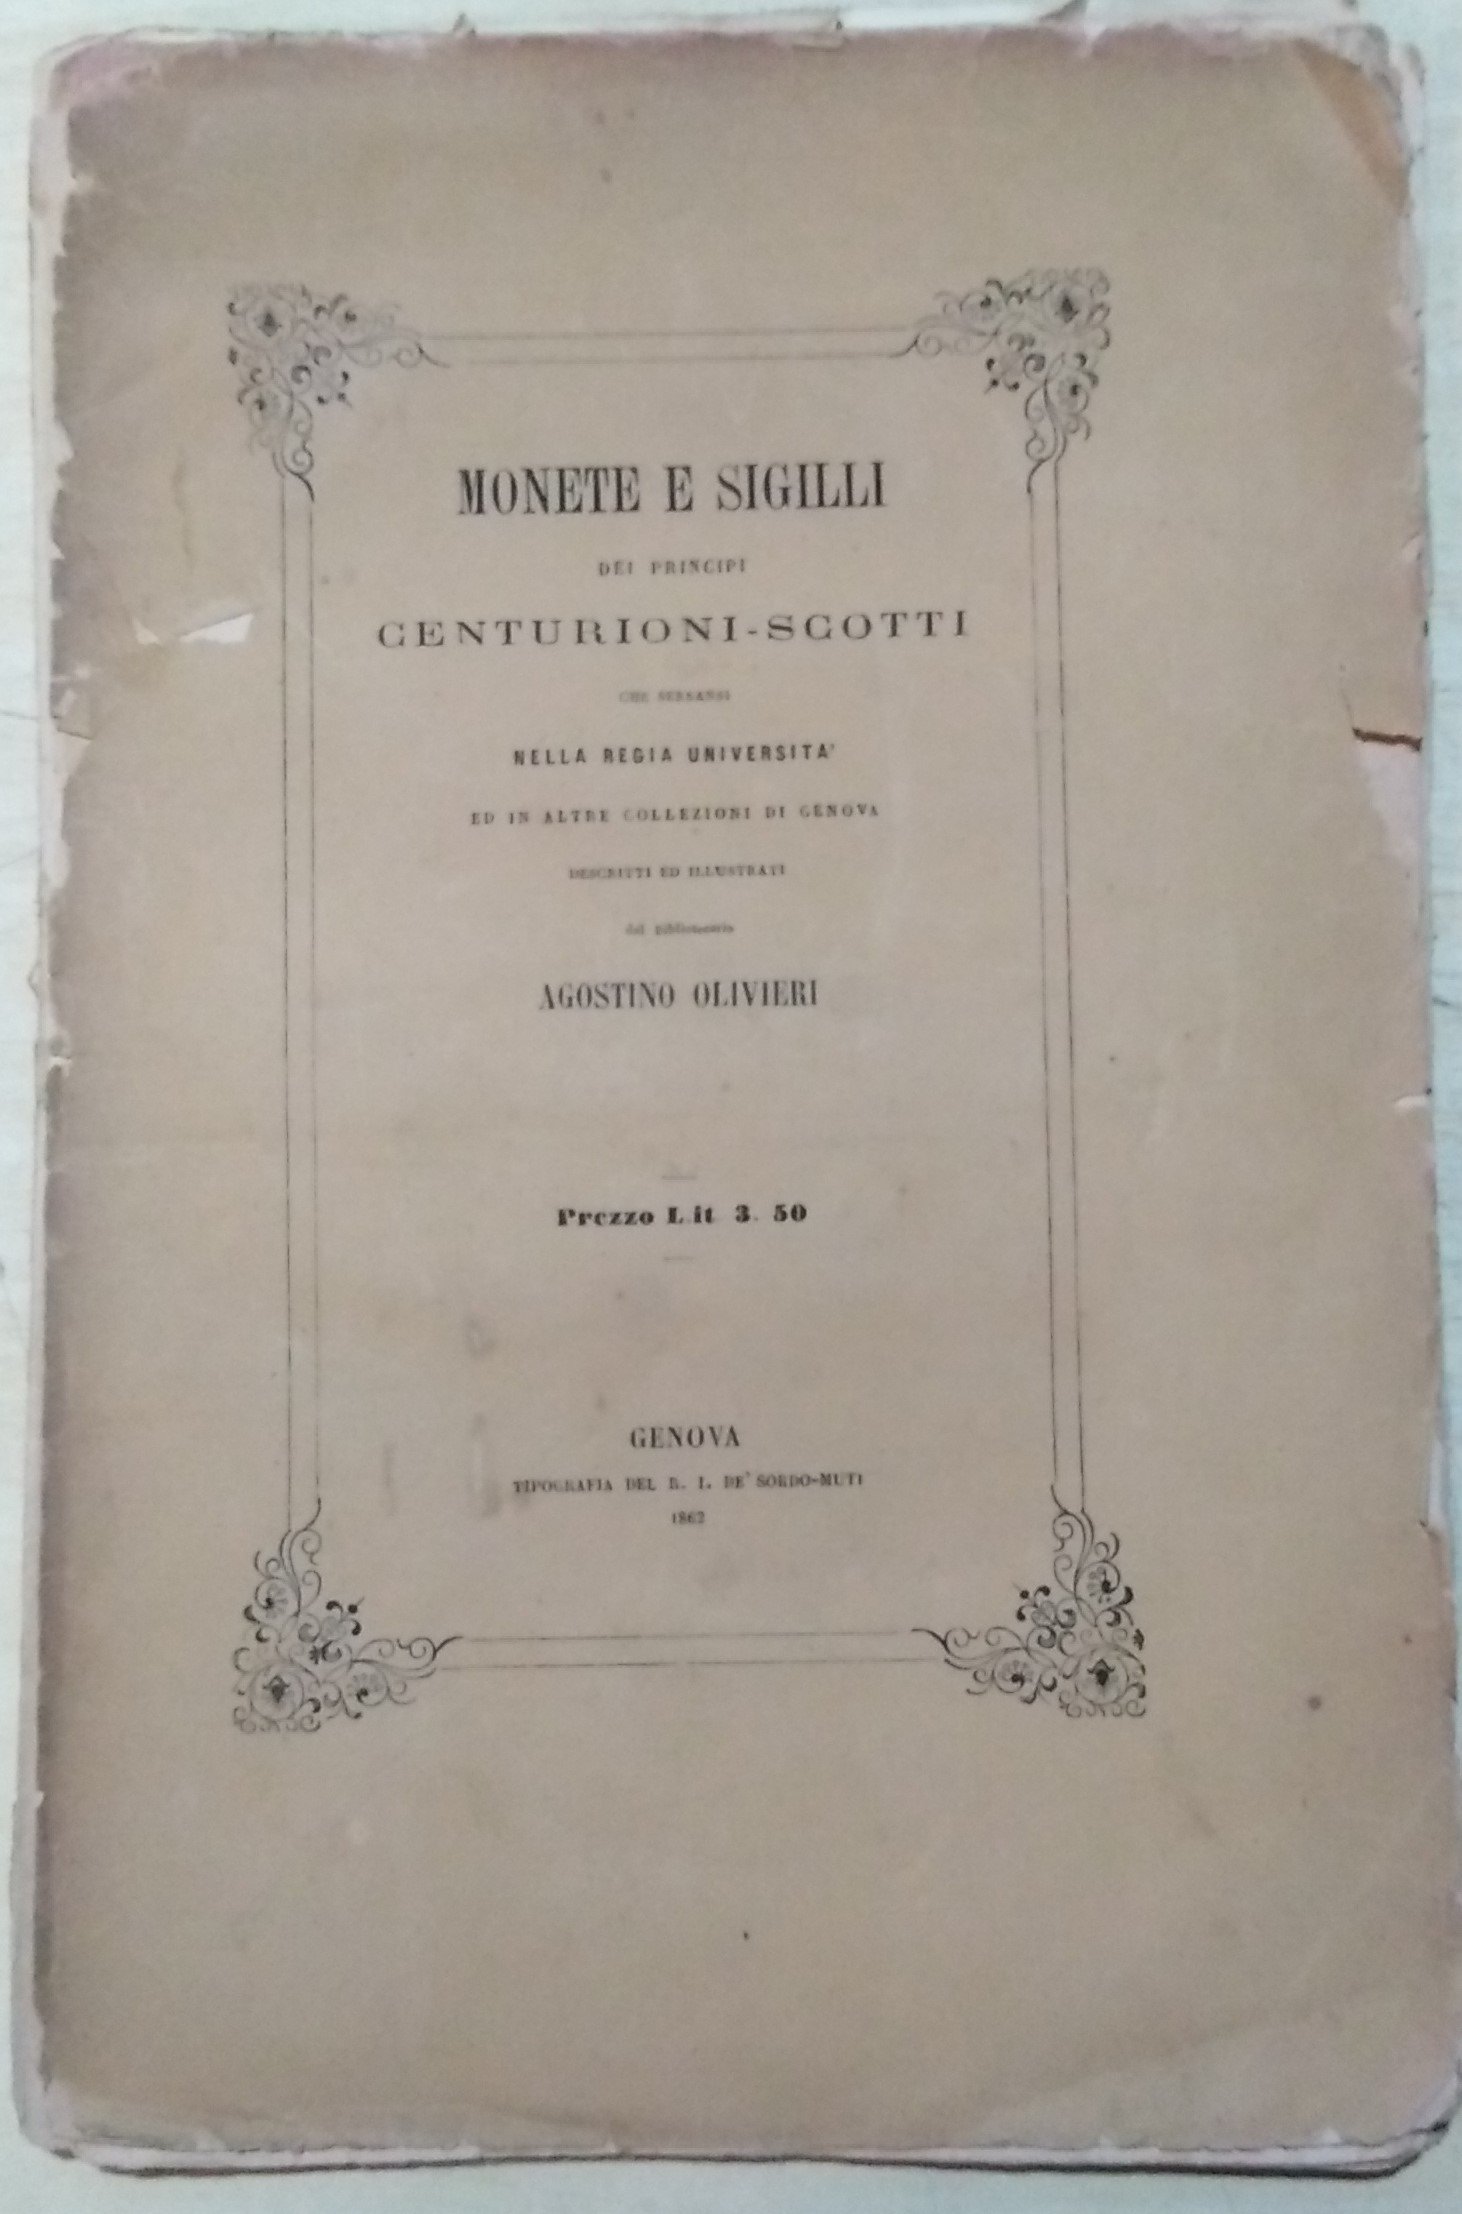 MONETE E SIGILLI
DEI PRINCIPI
CENTURIONI-SCOTTI
CHE SERBANSI
NELLA REGIA UNIVERSITA'
ED IN ALTRE COLLEZIONI DI GENOVA
DESCRITTI ED ILLUSTRATI
dal bibliotecario
AGOSTINO OLIVIERI
Prezzo L. it. 3. 50
GENOVA
TIPOGRAFIA DEL R. I. DE' SORDO-MUTI
1862